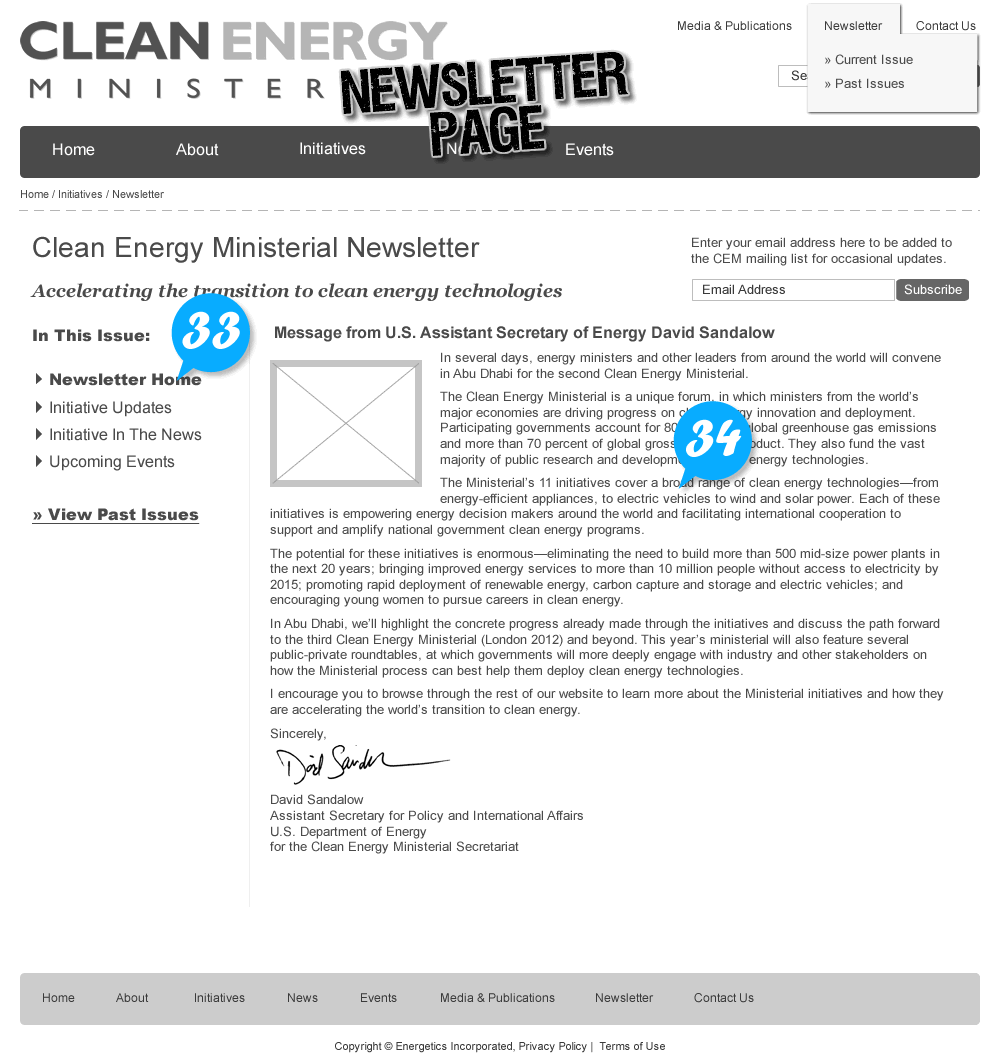 CLEAN ENERGY
MINISTER
NEWSLETTER
PAGE
Media & Publications
Newsletter
Contact Us
» Current Issue
» Past Issues
Se
Home About Initiatives Events
Home / Initiatives / Newsletter
Clean Energy Ministerial Newsletter
Accelerating the transition to clean energy technologies
Enter your email address here to be added to
the CEM mailing list for occasional updates.
Email Address Subscribe
In This Issue:
33
Newsletter Home
Initiative Updates
Initiative In The News
Upcoming Events
» View Past Issues
Message from U.S. Assistant Secretary of Energy David Sandalow
In several days, energy ministers and other leaders from around the world will convene
in Abu Dhabi for the second Clean Energy Ministerial.
The Clean Energy Ministerial is a unique forum, in which ministers from the world’s
major economies are driving progress on innovation and deployment.
Participating governments account for 80 global greenhouse gas emissions
and more than 70 percent of global gross They also fund the vast
majority of public research and energy technologies.
34
The Ministerial’s 11 initiatives cover a broad range of clean energy technologies—from
energy-efficient appliances, to electric vehicles to wind and solar power. Each of these
initiatives is empowering energy decision makers around the world and facilitating international cooperation to
support and amplify national government clean energy programs.
The potential for these initiatives is enormous—eliminating the need to build more than 500 mid-size power plants in
the next 20 years; bringing improved energy services to more than 10 million people without access to electricity by
2015; promoting rapid deployment of renewable energy, carbon capture and storage and electric vehicles; and
encouraging young women to pursue careers in clean energy.
In Abu Dhabi, we’ll highlight the concrete progress already made through the initiatives and discuss the path forward
to the third Clean Energy Ministerial (London 2012) and beyond. This year’s ministerial will also feature several
public-private roundtables, at which governments will more deeply engage with industry and other stakeholders on
how the Ministerial process can best help them deploy clean energy technologies.
I encourage you to browse through the rest of our website to learn more about the Ministerial initiatives and how they
are accelerating the world’s transition to clean energy.
Sincerely,
David Sandalow
Assistant Secretary for Policy and International Affairs
U.S. Department of Energy
for the Clean Energy Ministerial Secretariat
Home About Initiatives News Events Media & Publications Newsletter Contact Us
Copyright © Energetics Incorporated, Privacy Policy | Terms of Use